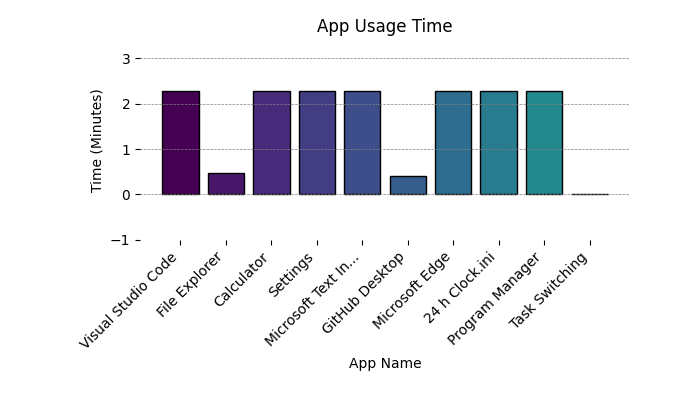 App Usage Time
3
2
1
0
−1
Time (Minutes)
Visual Studio Code
File Explorer
Calculator
Settings
Microsoft Text In...
GitHub Desktop
Microsoft Edge
24 h Clock.ini
Program Manager
Task Switching
App Name